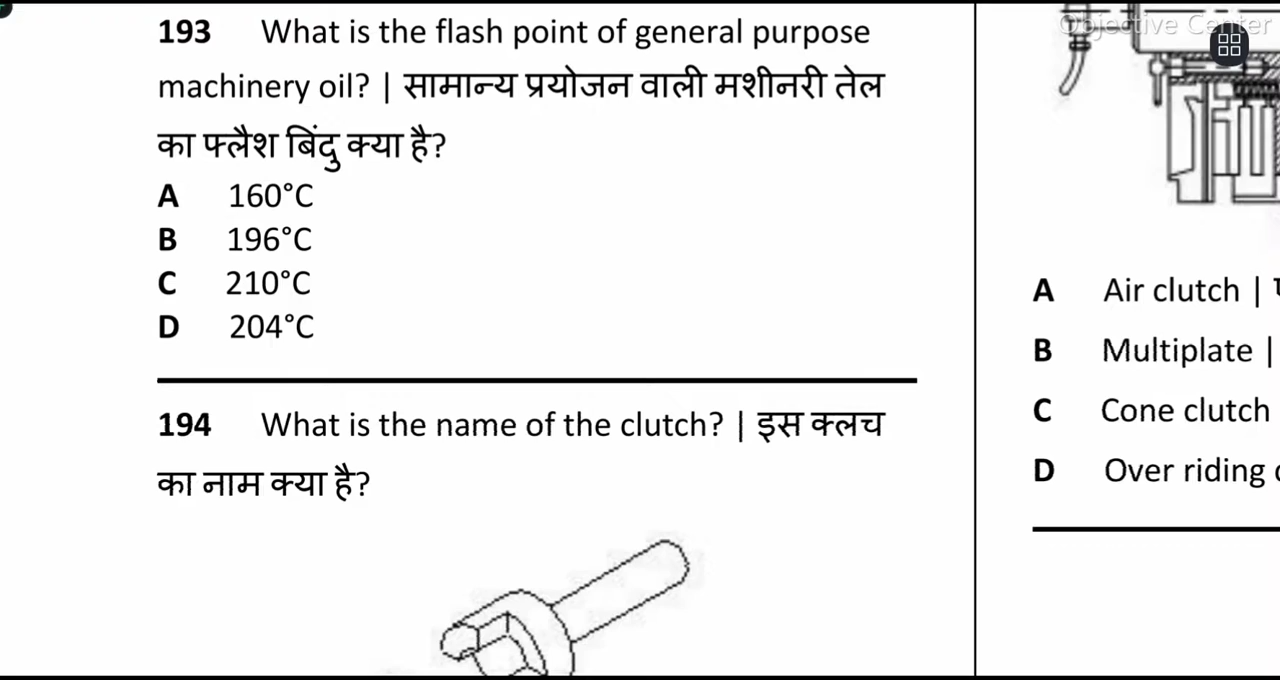 193 What is the flash point of general purpose
machinery oil? | सामान्य प्रयोजन वाली मशीनरी तेल
का फ्लैश बिंदु क्या है?
A 160°C
B 196°C
C 210°C
D 204°C
194 What is the name of the clutch? | इस क्लच
का नाम क्या है?
Objective Center
A Air clutch |
B Multiplate |
C Cone clutch
D Over riding